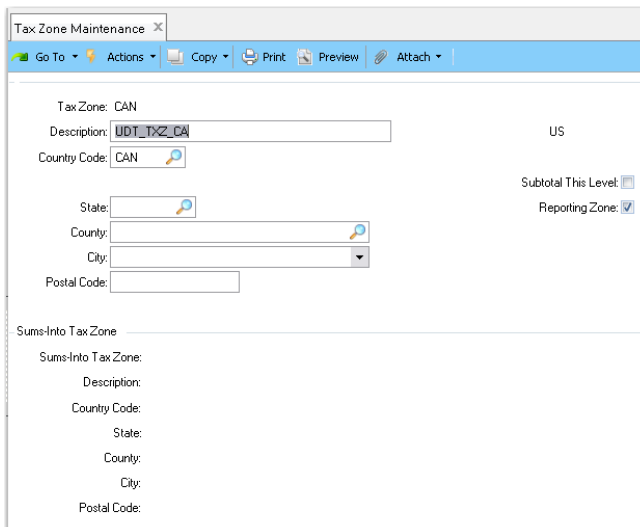 Tax Zone Maintenance X
Go To Actions Copy Print Preview Attach
Tax Zone: CAN
Description: UDT_TXZ_CA US
Country Code: CAN
Subtotal This Level:
State: Reporting Zone:
County:
City:
Postal Code:
Sums-Into Tax Zone
Sums-Into Tax Zone:
Description:
Country Code:
State:
County:
City:
Postal Code: